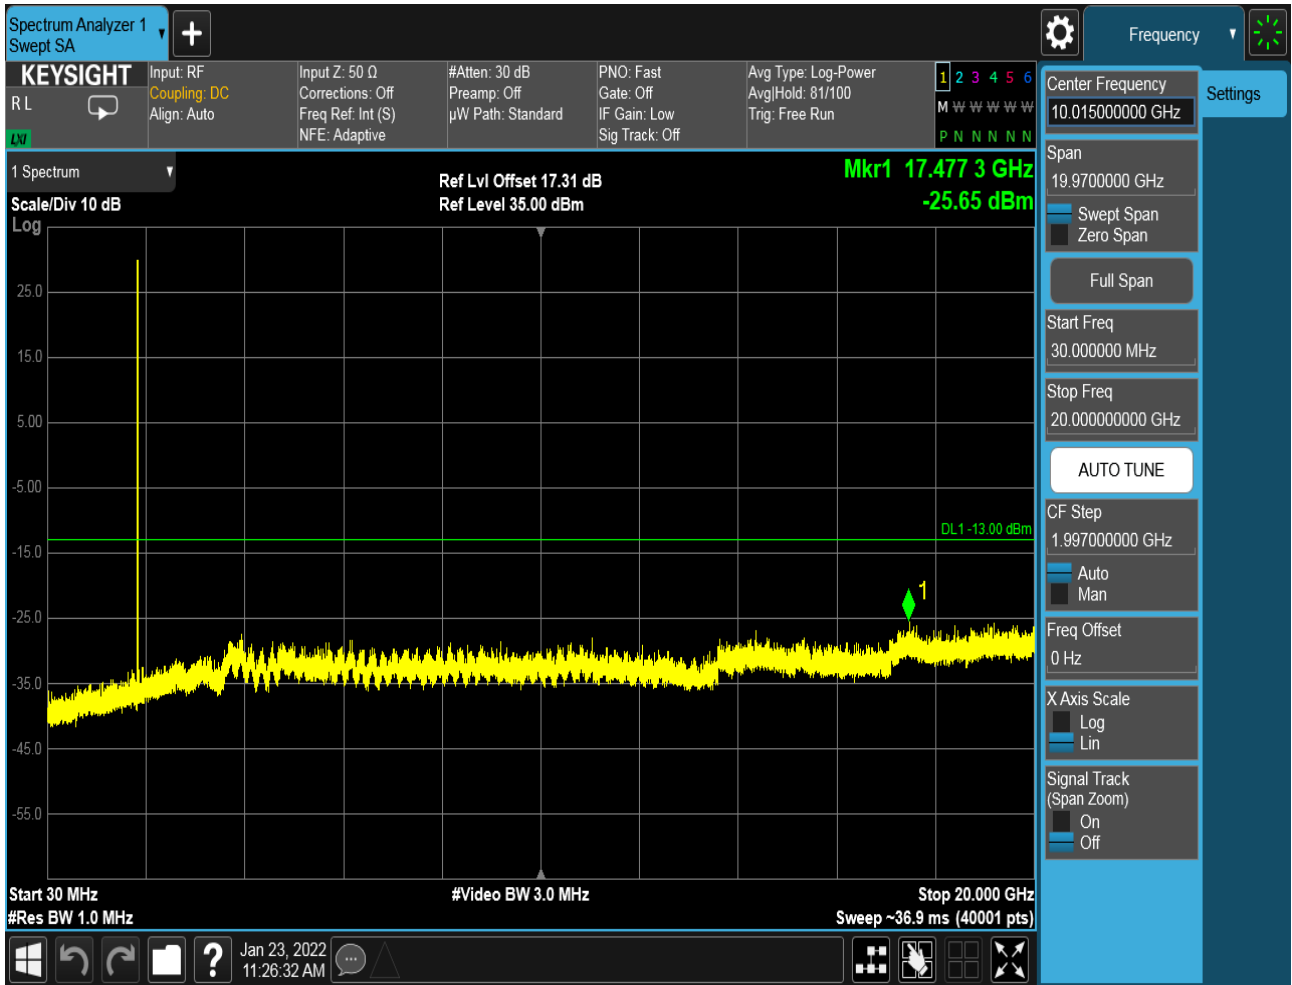 Spectrum Analyzer 1
Swept SA
Frequency
KEYSIGHT
R L
LXI
Input: RF
Coupling: DC
Align: Auto
Input Z: 50 Ω
Corrections: Off
Freq Ref: Int (S)
NFE: Adaptive
#Atten: 30 dB
Preamp: Off
µW Path: Standard
PNO: Fast
Gate: Off
IF Gain: Low
Sig Track: Off
Avg Type: Log-Power
Avg|Hold: 81/100
Trig: Free Run
1 2 3 4 5 6
M W W W W W
P N N N N N
1 Spectrum
Scale/Div 10 dB
Log
Ref Lvl Offset 17.31 dB
Ref Level 35.00 dBm
Mkr1 17.477 3 GHz
-25.65 dBm
25.0
15.0
5.00
-5.00
DL1 -13.00 dBm
-15.0
1
-25.0
-35.0
-45.0
-55.0
Start 30 MHz
#Res BW 1.0 MHz
#Video BW 3.0 MHz
Stop 20.000 GHz
Sweep ~36.9 ms (40001 pts)
Jan 23, 2022
11:26:32 AM
Center Frequency
10.015000000 GHz
Settings
Span
19.9700000 GHz
Swept Span
Zero Span
Full Span
Start Freq
30.000000 MHz
Stop Freq
20.000000000 GHz
AUTO TUNE
CF Step
1.997000000 GHz
Auto
Man
Freq Offset
0 Hz
X Axis Scale
Log
Lin
Signal Track
(Span Zoom)
On
Off